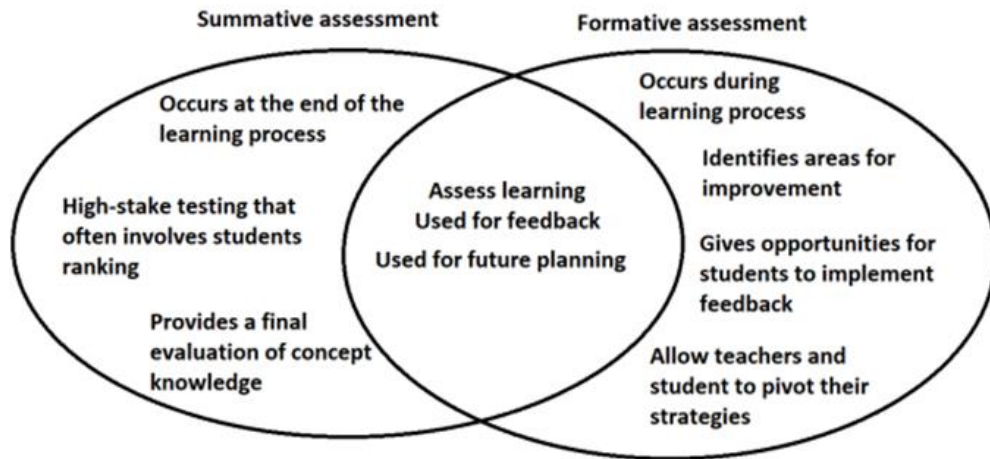 Summative assessment
Formative assessment
Occurs at the end of the
learning process
High-stake testing that
often involves students
ranking
Provides a final
evaluation of concept
knowledge
Assess learning
Used for feedback
Used for future planning
Occurs during
learning process
Identifies areas for
improvement
Gives opportunities for
students to implement
feedback
Allow teachers and
student to pivot their
strategies